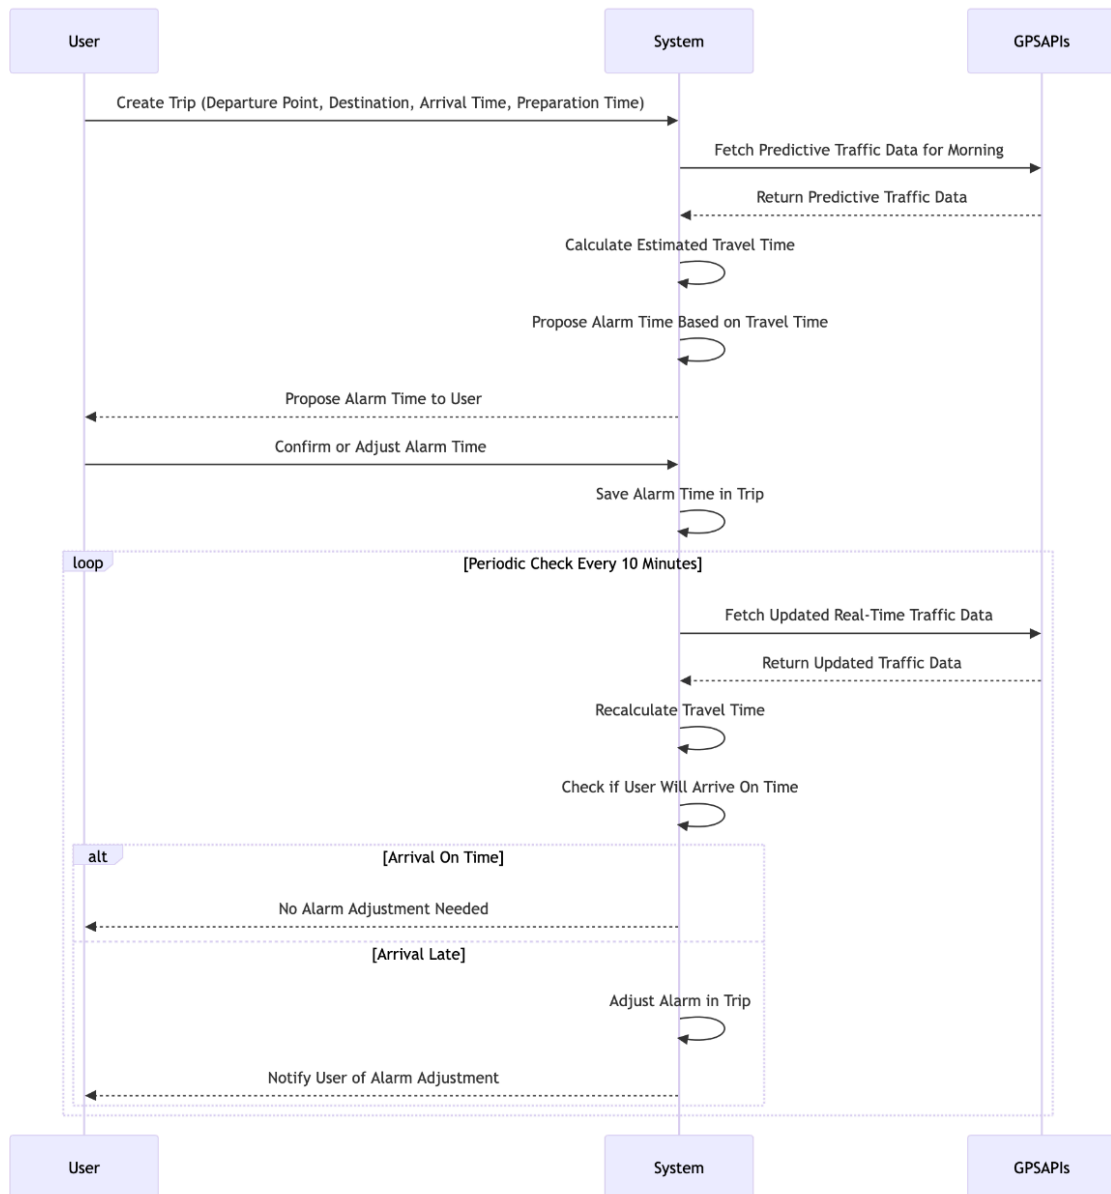 User System GPSAPIs
Create Trip (Departure Point, Destination, Arrival Time, Preparation Time)
Fetch Predictive Traffic Data for Morning
Return Predictive Traffic Data
Calculate Estimated Travel Time
Propose Alarm Time Based on Travel Time
Propose Alarm Time to User
Confirm or Adjust Alarm Time
Save Alarm Time in Trip
loop [Periodic Check Every 10 Minutes]
Fetch Updated Real-Time Traffic Data
Return Updated Traffic Data
Recalculate Travel Time
Check if User Will Arrive On Time
alt [Arrival On Time]
No Alarm Adjustment Needed
[Arrival Late]
Adjust Alarm in Trip
Notify User of Alarm Adjustment
User System GPSAPIs